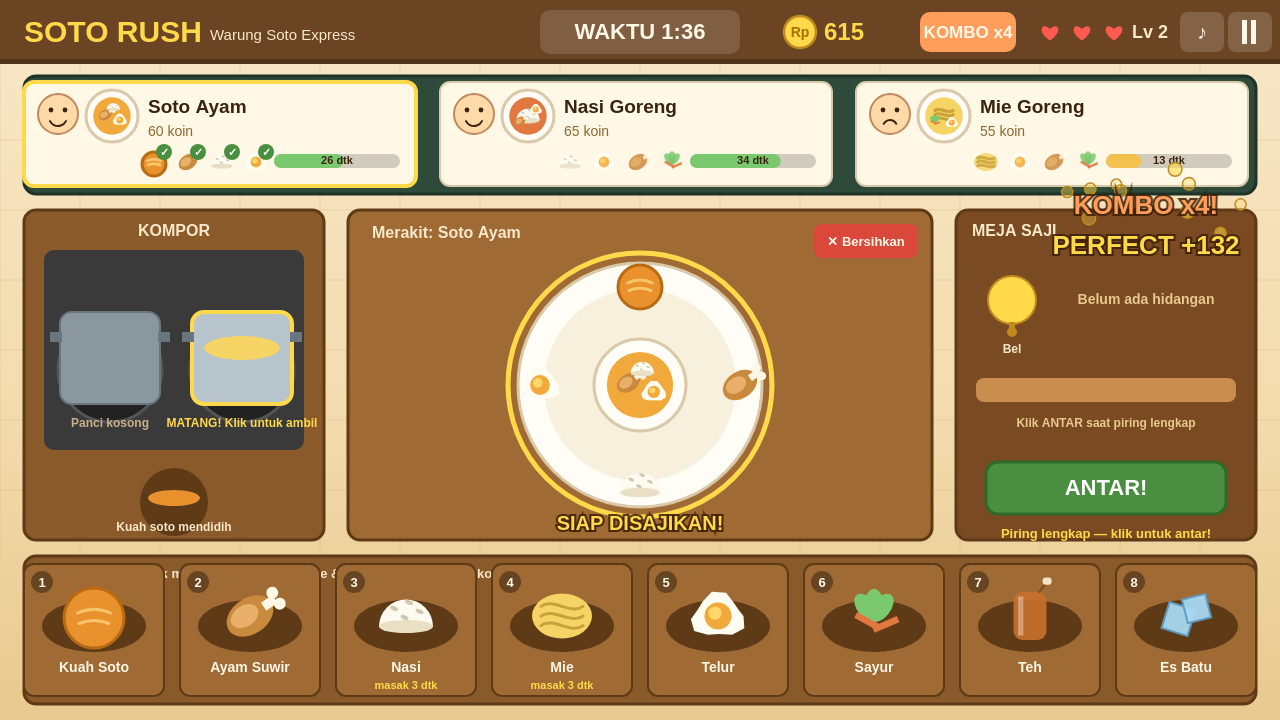 SOTO RUSH Warung Soto Express WAKTU 1:36 Rp 615 KOMBO x4 Lv 2 ♪
Soto Ayam
60 koin
26 dtk
Nasi Goreng
65 koin
34 dtk
Mie Goreng
55 koin
13 dtk
KOMBO x4!
PERFECT +132
KOMPOR
Panci kosong
MATANG! Klik untuk ambil
Kuah soto mendidih
Merakit: Soto Ayam
✕ Bersihkan
SIAP DISAJIKAN!
MEJA SAJI
Belum ada hidangan
Bel
Klik ANTAR saat piring lengkap
ANTAR!
Piring lengkap — klik untuk antar!
1
Kuah Soto
2
Ayam Suwir
3
Nasi
masak 3 dtk
4
Mie
masak 3 dtk
5
Telur
6
Sayur
7
Teh
8
Es Batu